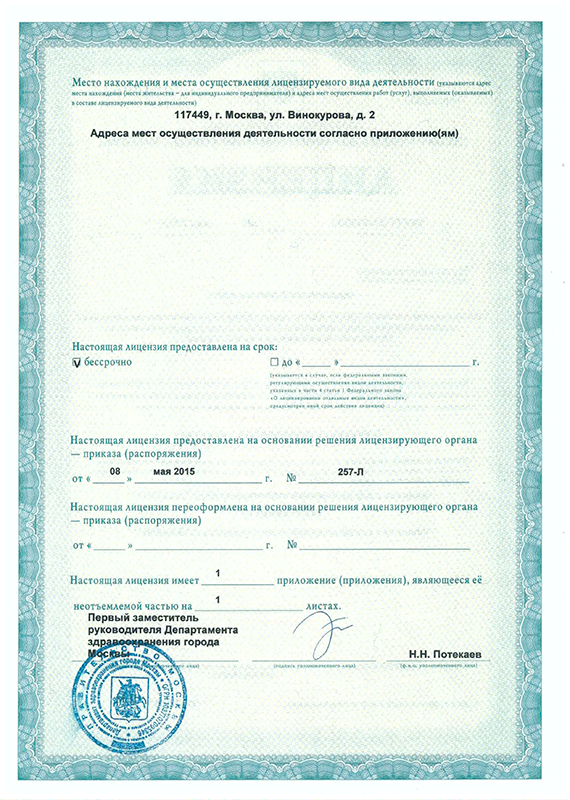 Место нахождения и места осуществления лицензируемого вида деятельности (указываются адрес
места нахождения (места жительства – для индивидуального предпринимателя) и адреса мест осуществления работ (услуг), выполняемых (оказываемых)
в составе лицензируемого вида деятельности)
117449, г. Москва, ул. Винокурова, д. 2
Адреса мест осуществления деятельности согласно приложению(ям)
Настоящая лицензия предоставлена на срок:
V бессрочно ☐ до « ____ » ____________ г.
(указывается в случае, если федеральными законами,
регулирующими осуществление видов деятельности,
указанных в части 4 статьи 1 Федерального закона
«О лицензировании отдельных видов деятельности»,
предусмотрен иной срок действия лицензии)
Настоящая лицензия предоставлена на основании решения лицензирующего органа
— приказа (распоряжения)
от « 08 » мая 2015 г. № 257-Л
Настоящая лицензия переоформлена на основании решения лицензирующего органа
— приказа (распоряжения)
от « ____ » ____________ г. № ____________
Настоящая лицензия имеет 1 приложение (приложения), являющееся её
неотъемлемой частью на 1 листах.
Первый заместитель
руководителя Департамента
здравоохранения города
Москвы Н.Н. Потекаев
(подпись уполномоченного лица) (ф.и.о. уполномоченного лица)
ПРАВИТЕЛЬСТВО МОСКВЫ
Департамент здравоохранения города Москвы